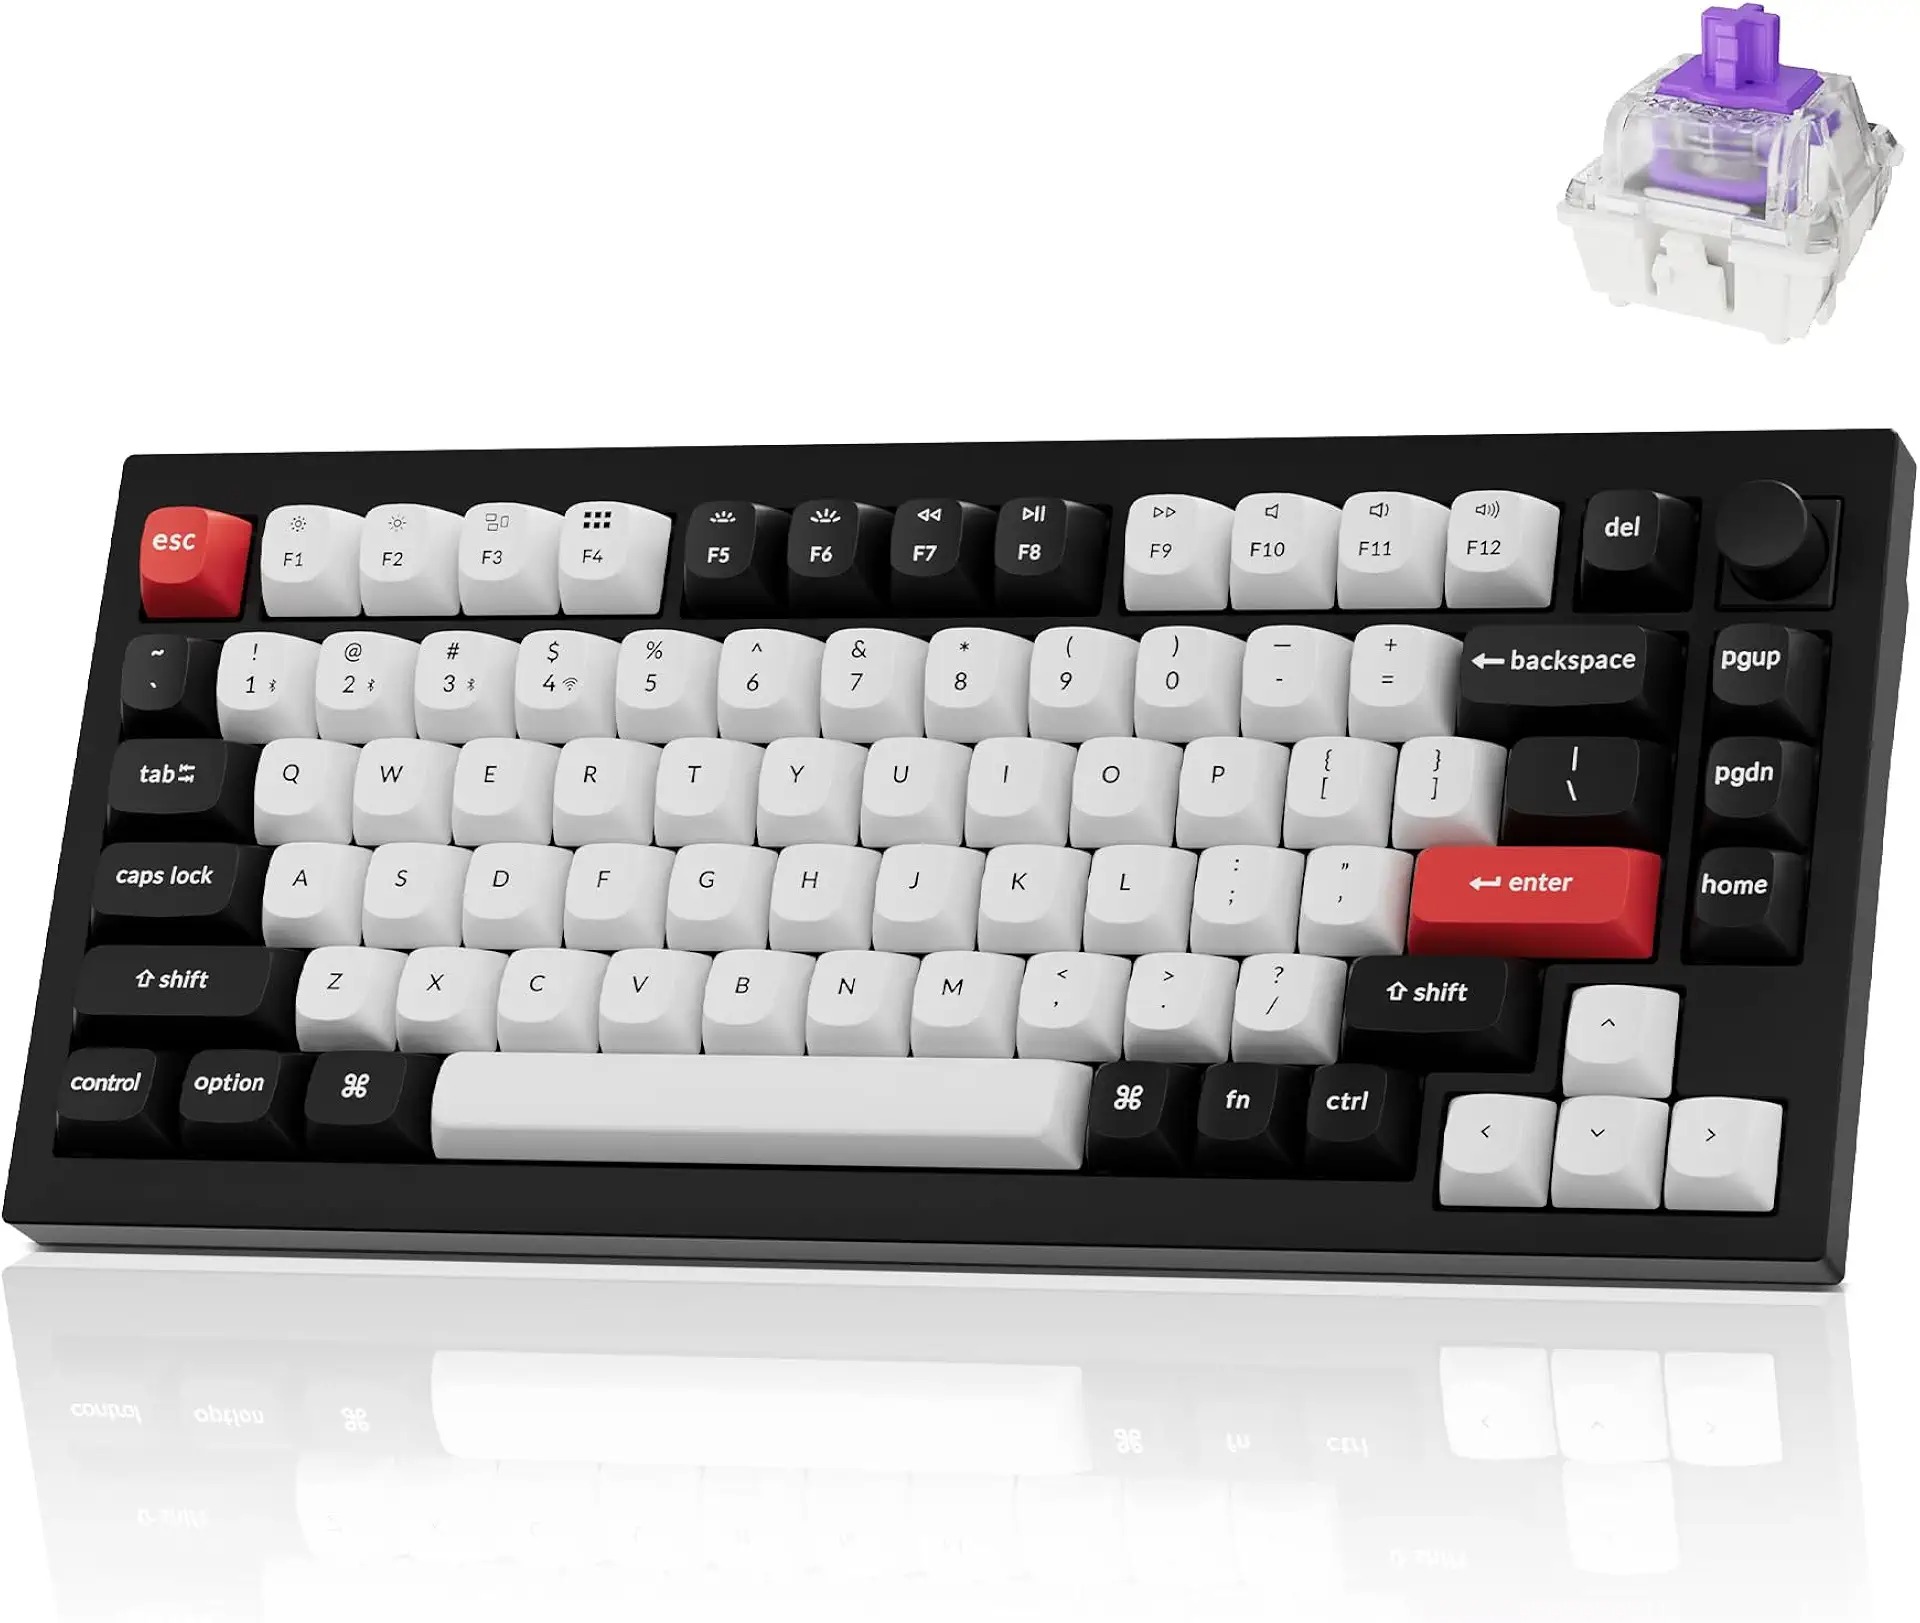 esc F1 F2 F3 F4 F5 F6 F7 F8 F9 F10 F11 F12 del
~ ! @ # $ % ^ & * ( ) — +
` 1 2 3 4 5 6 7 8 9 0 - = ← backspace pgup
tab Q W E R T Y U I O P { [ } ] | \ pgdn
caps lock A S D F G H J K L : ; " ' ↵ enter home
⇧ shift Z X C V B N M < , > . ? / ⇧ shift ^
control option ⌘ ⌘ fn ctrl < ⌄ >